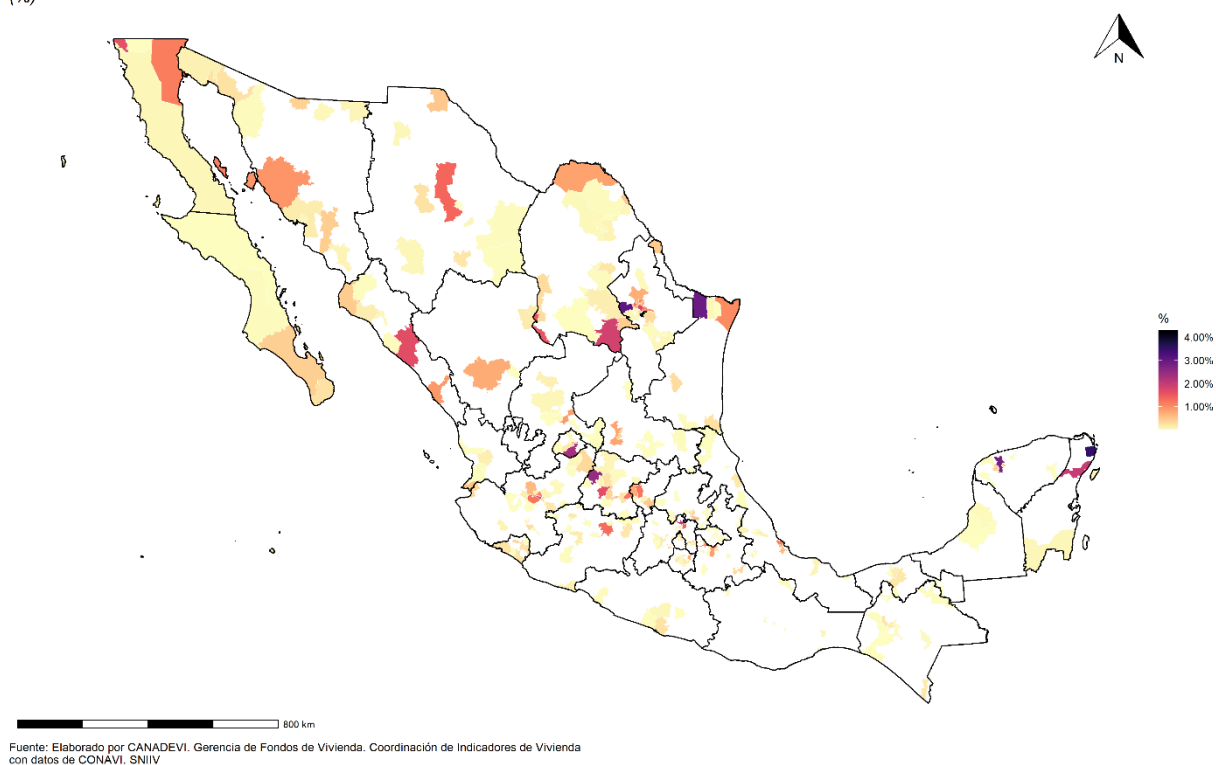 (%)
N
%
4.00%
3.00%
2.00%
1.00%
800 km
Fuente: Elaborado por CANADEVI. Gerencia de Fondos de Vivienda. Coordinación de Indicadores de Vivienda
con datos de CONAVI. SNIIV